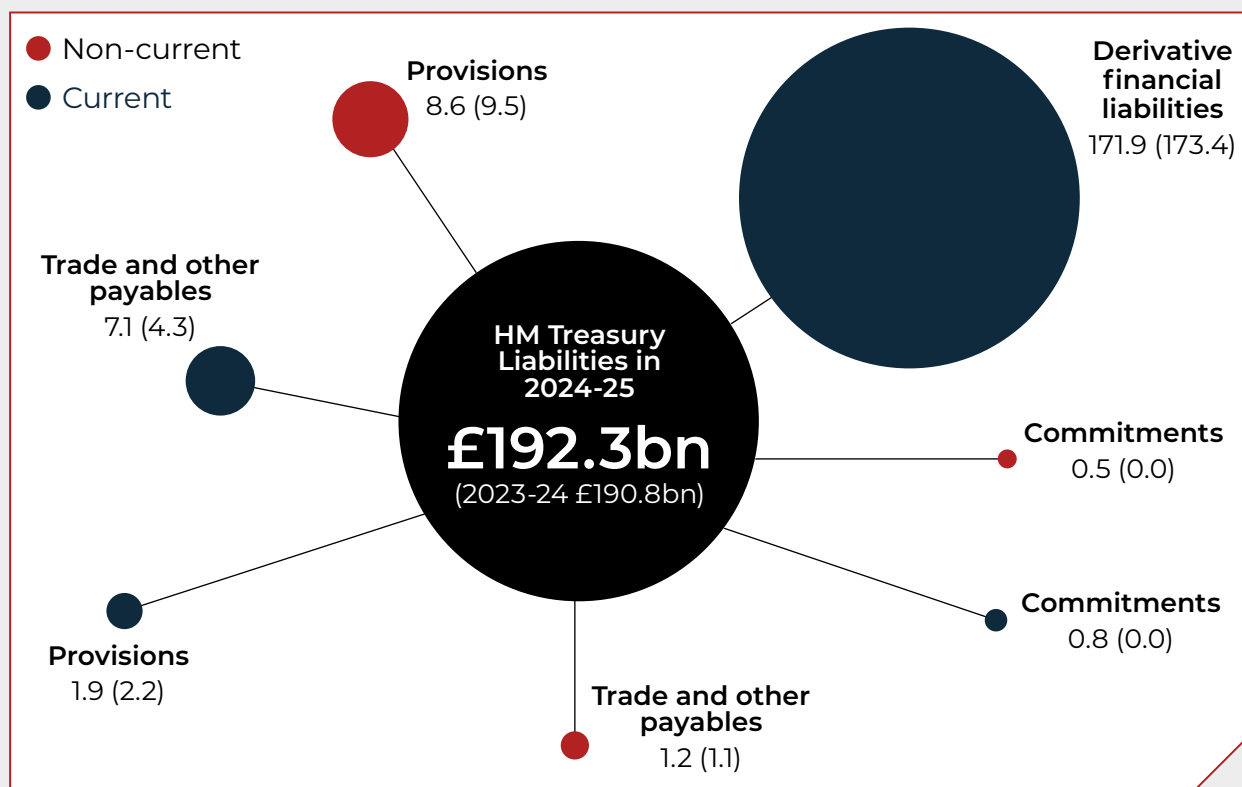 Non-current
Current
Provisions
8.6 (9.5)
Derivative
financial
liabilities
171.9 (173.4)
Trade and other
payables
7.1 (4.3)
HM Treasury
Liabilities in
2024-25
£192.3bn
(2023-24 £190.8bn)
Commitments
0.5 (0.0)
Commitments
0.8 (0.0)
Provisions
1.9 (2.2)
Trade and other
payables
1.2 (1.1)